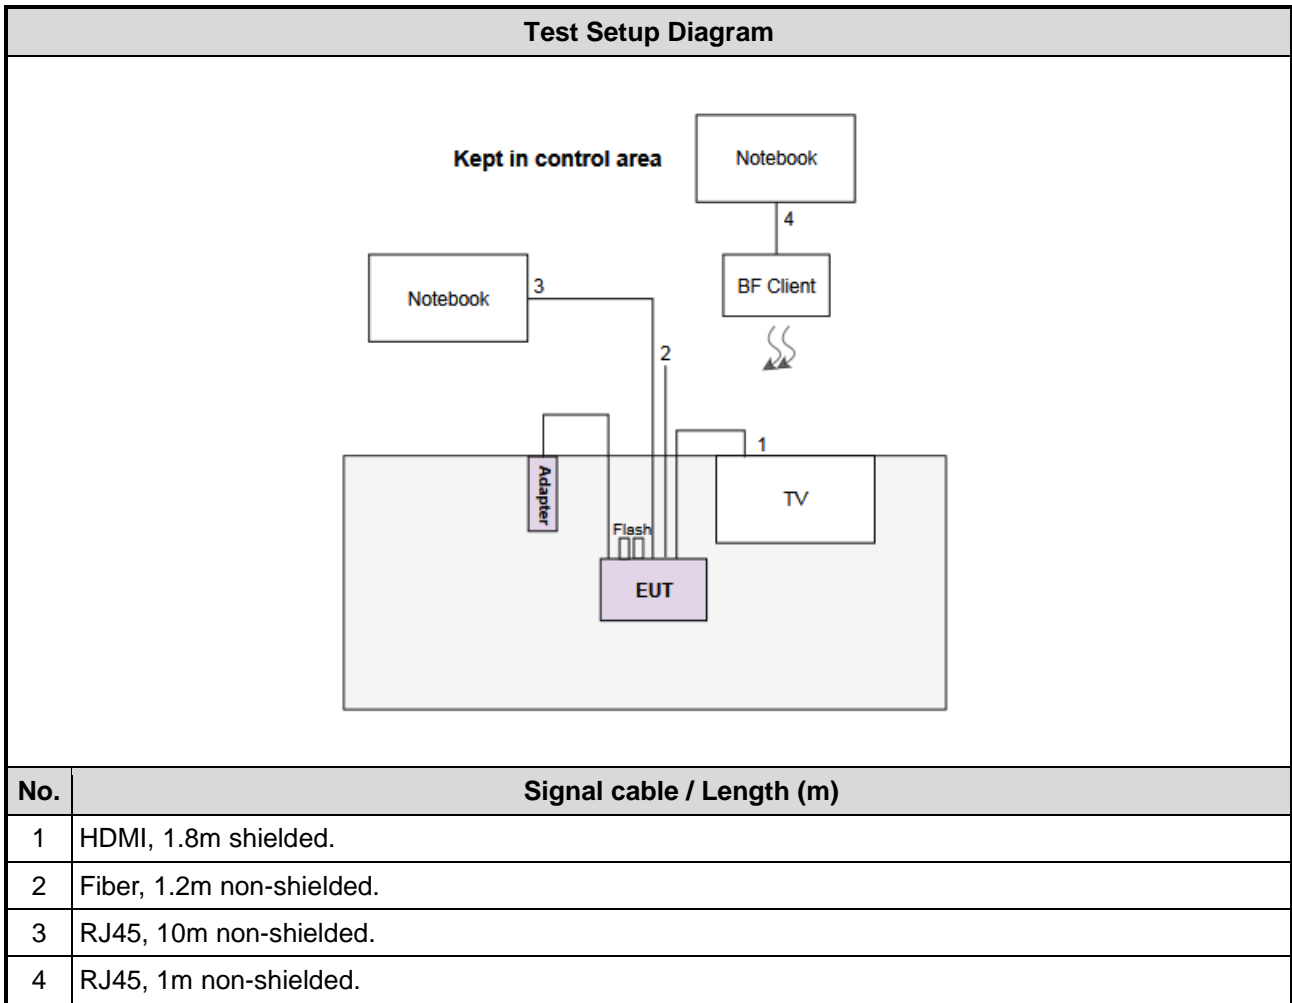 Test Setup Diagram
Kept in control area
Notebook
4
BF Client
Notebook
3
2
1
Adapter
TV
Flash
EUT
No. Signal cable / Length (m)
1 HDMI, 1.8m shielded.
2 Fiber, 1.2m non-shielded.
3 RJ45, 10m non-shielded.
4 RJ45, 1m non-shielded.